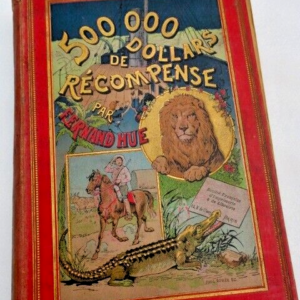 500 000
DOLLARS
DE
RÉCOMPENSE
PAR
FERNAND HUE